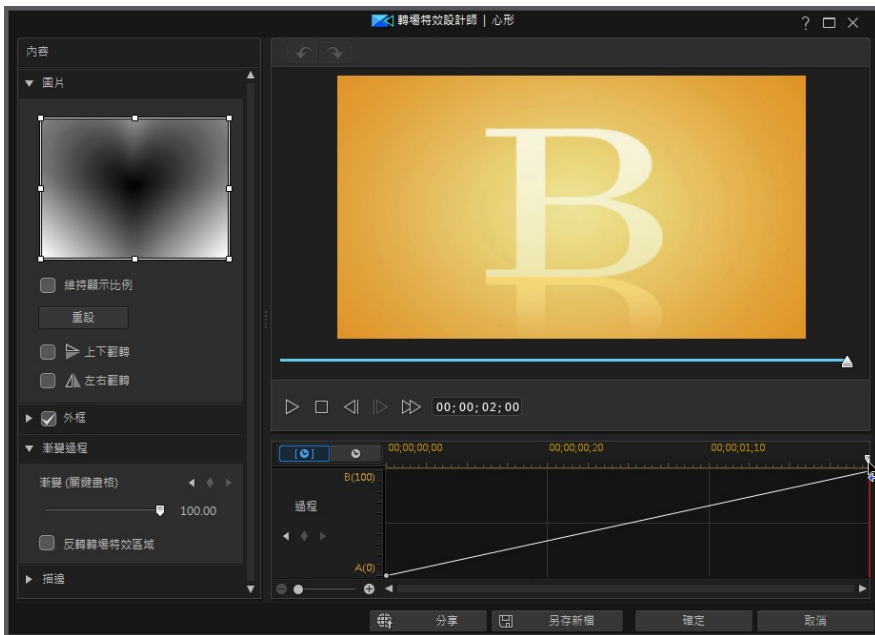 轉場特效設計師 | 心形
?
內容
圖片
維持顯示比例
重設
上下翻轉
左右翻轉
外框
漸變過程
漸變 (關鍵畫格)
100.00
反轉轉場特效區域
描邊
B
00;00;02;00
00;00;00;00
00;00;00;20
00;00;01;10
B(100)
過程
A(0)
分享
另存新檔
確定
取消